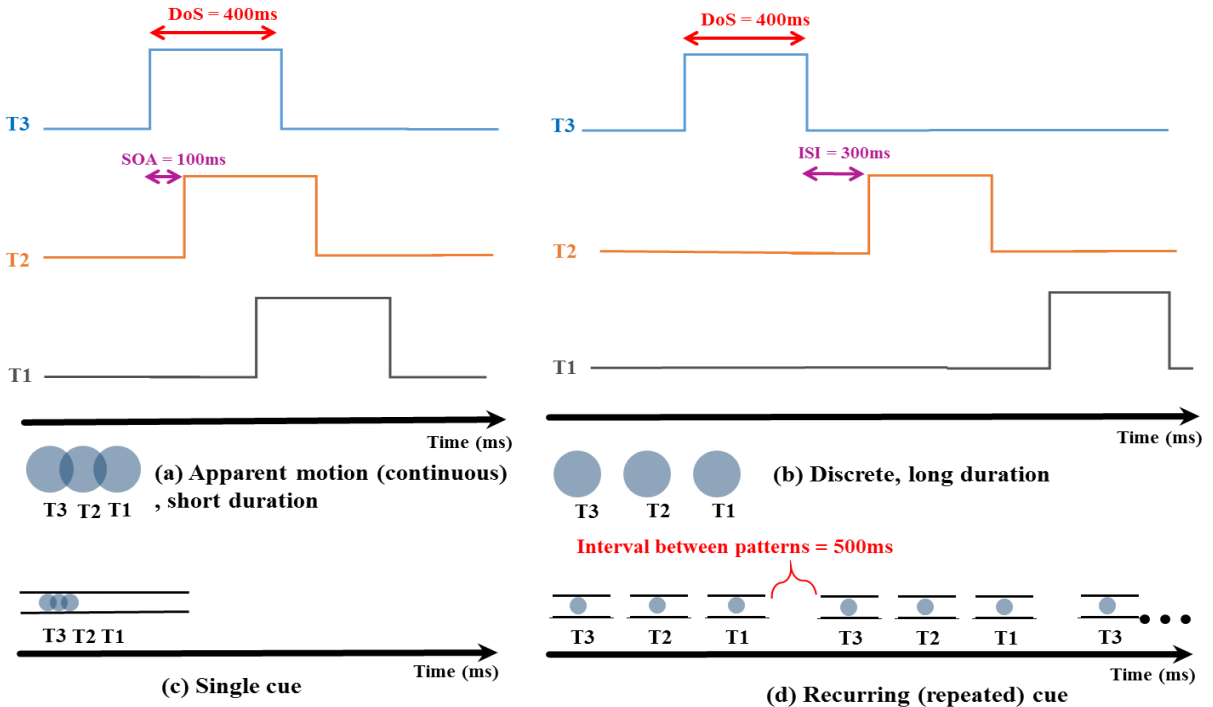 DoS = 400ms
T3
SOA = 100ms
T2
T1
Time (ms)
(a) Apparent motion (continuous)
, short duration
T3 T2 T1
DoS = 400ms
T3
ISI = 300ms
T2
T1
Time (ms)
(b) Discrete, long duration
T3 T2 T1
T3 T2 T1
Time (ms)
(c) Single cue
Interval between patterns = 500ms
T3 T2 T1 T3 T2 T1 T3
Time (ms)
(d) Recurring (repeated) cue